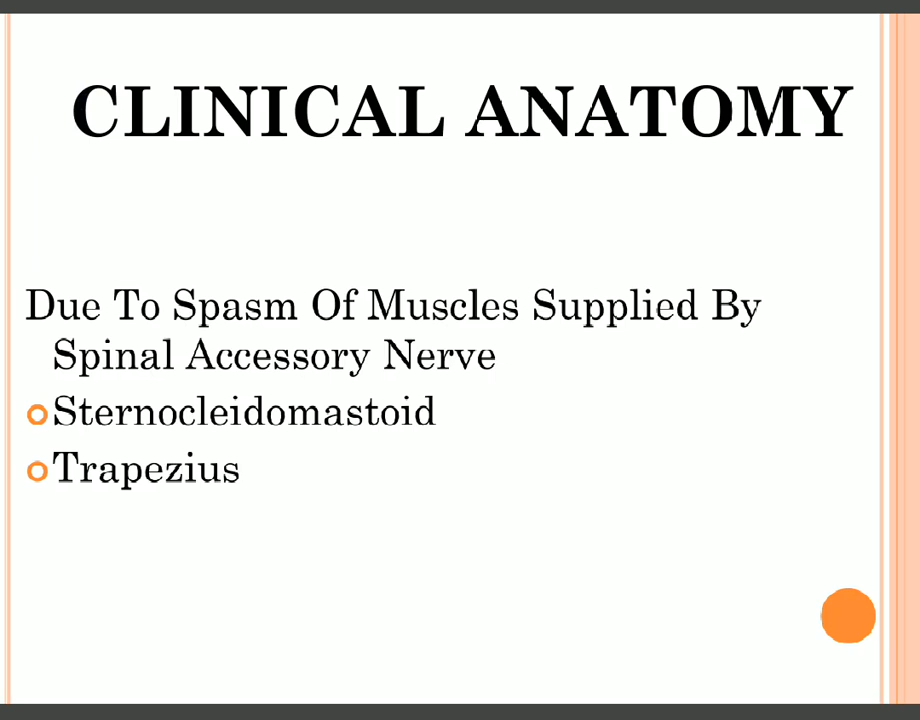 CLINICAL ANATOMY
Due To Spasm Of Muscles Supplied By
Spinal Accessory Nerve
Sternocleidomastoid
Trapezius